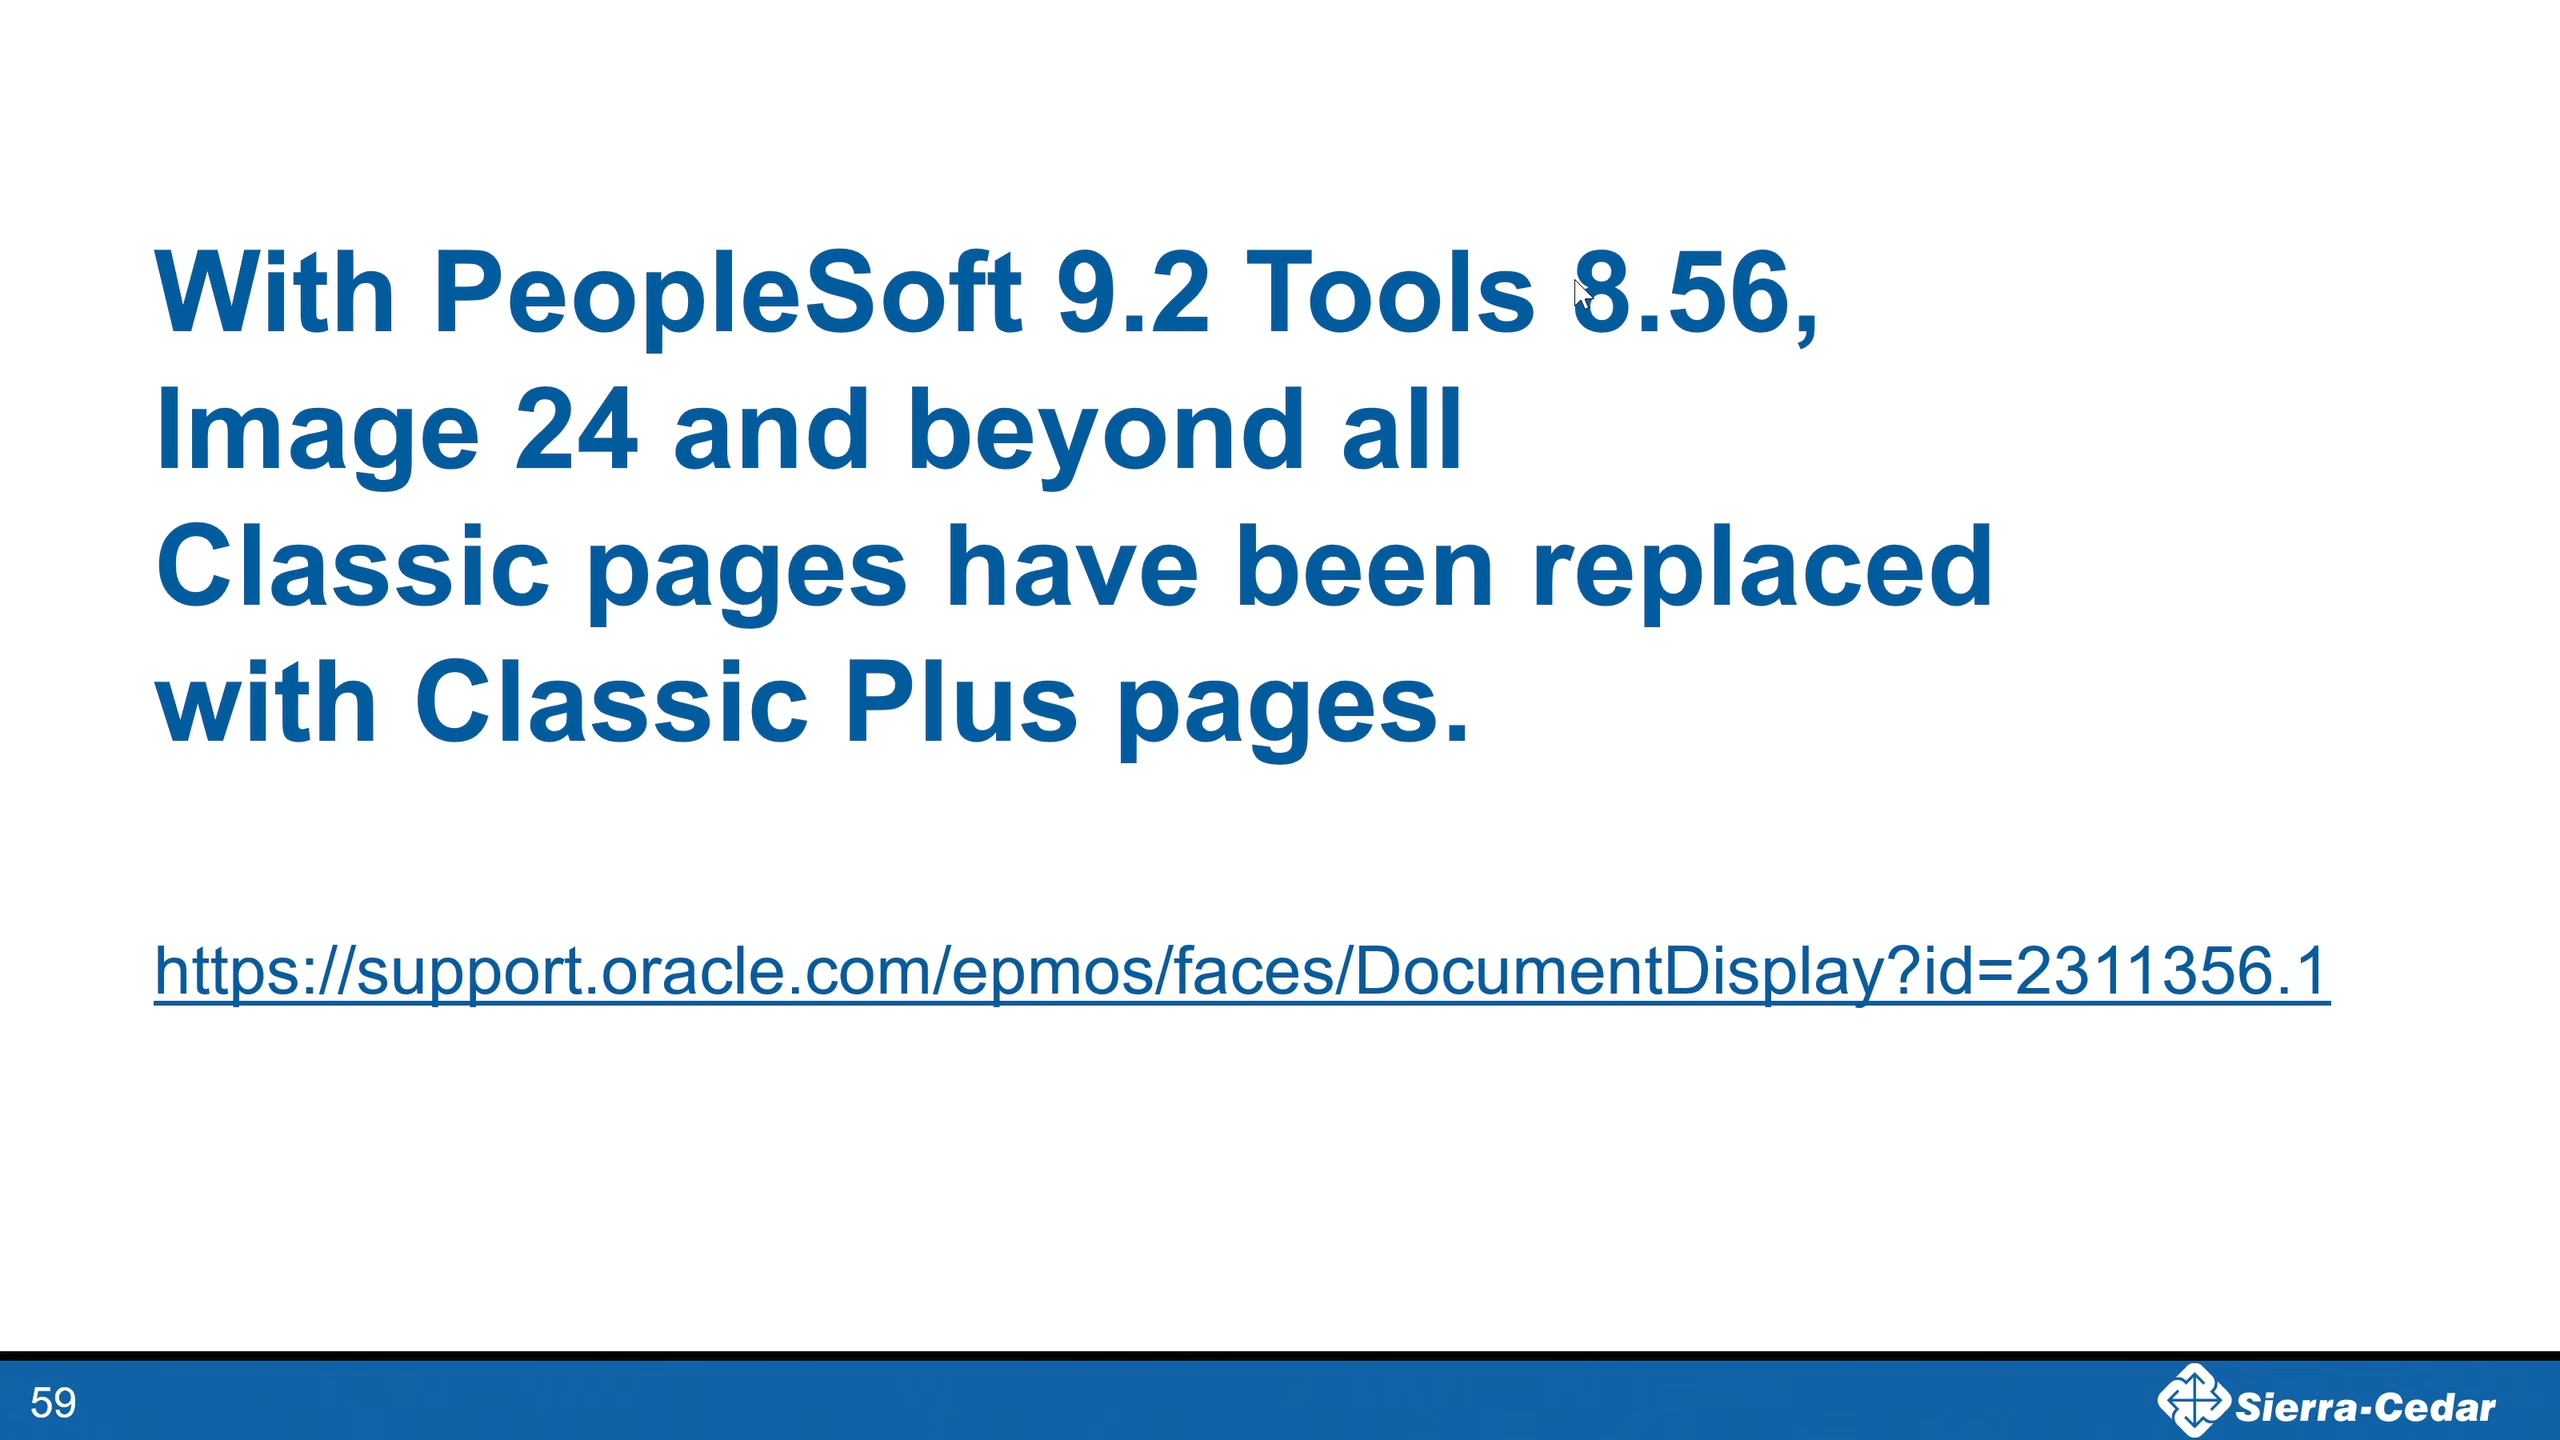 With PeopleSoft 9.2 Tools 8.56,
Image 24 and beyond all
Classic pages have been replaced
with Classic Plus pages.
https://support.oracle.com/epmos/faces/DocumentDisplay?id=2311356.1
59
Sierra-Cedar